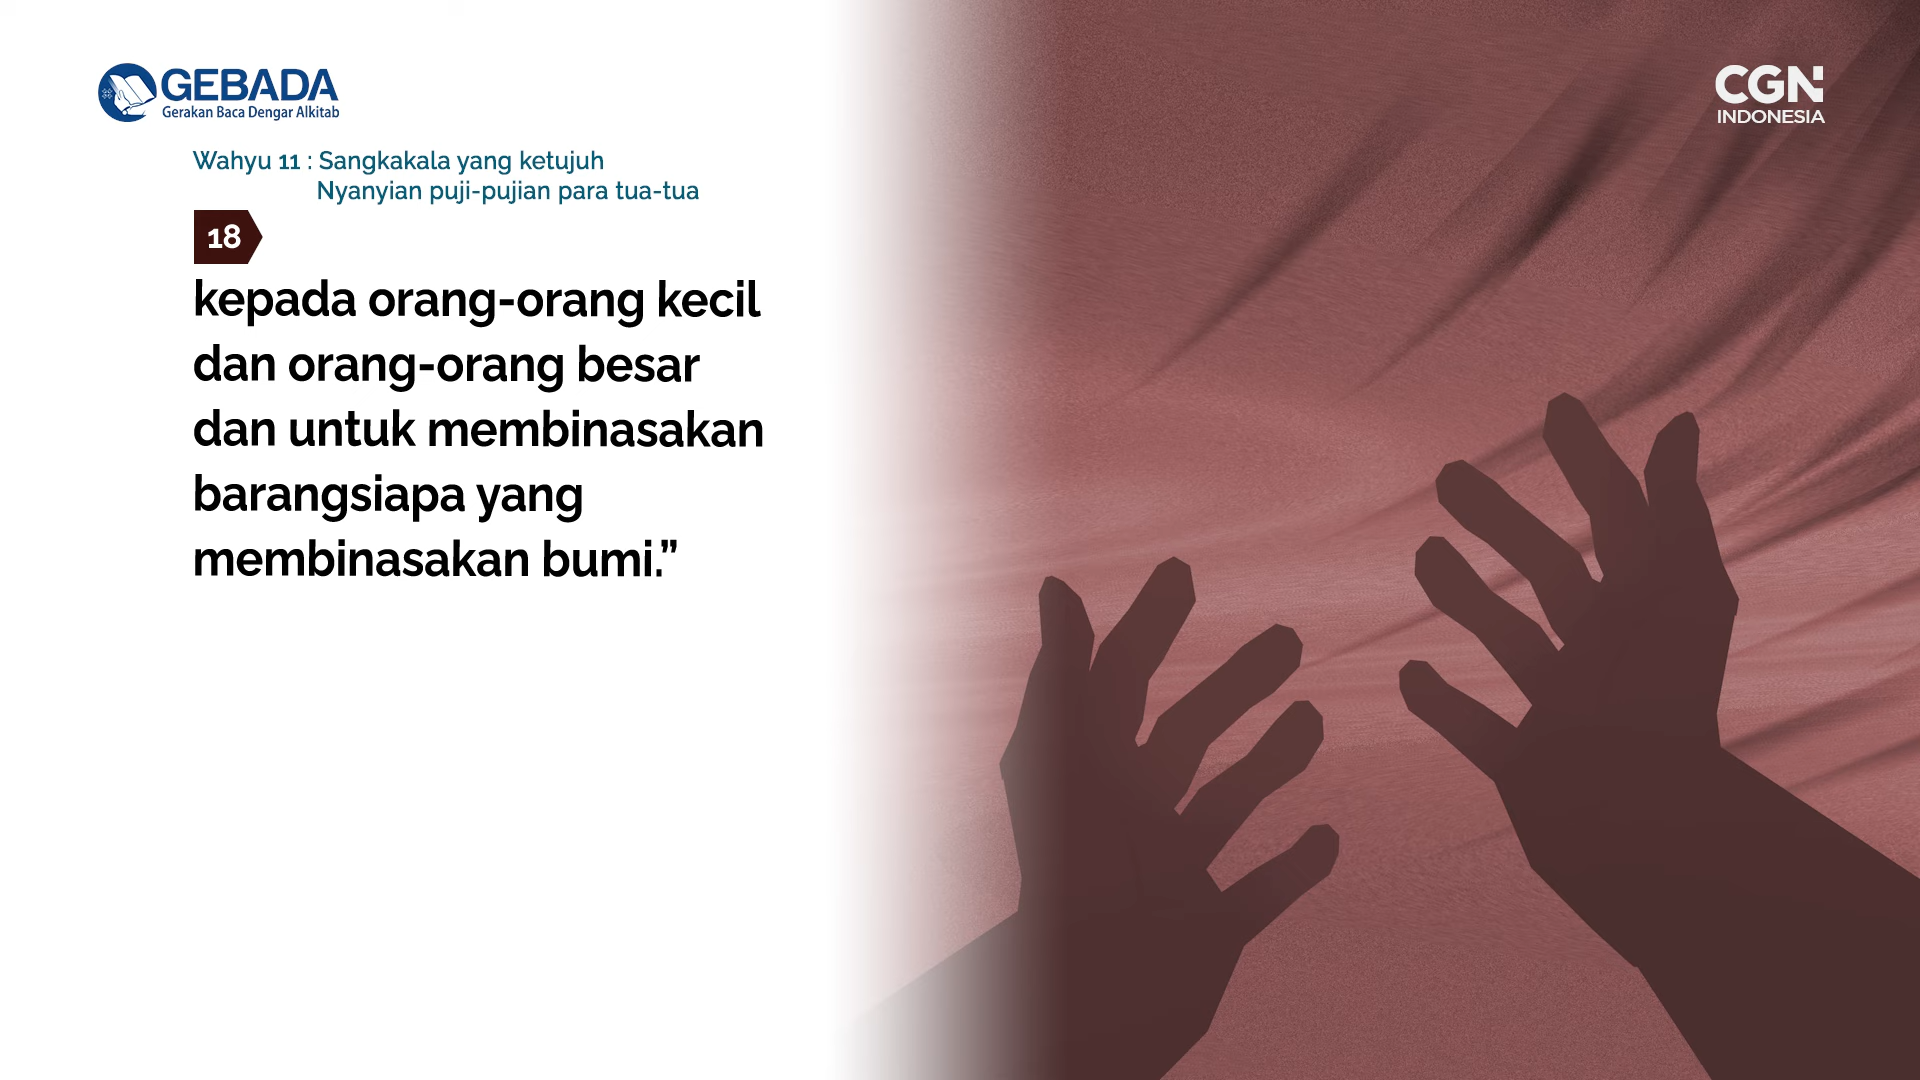 GEBADA
Gerakan Baca Dengar Alkitab
CGN
INDONESIA
Wahyu 11 : Sangkakala yang ketujuh
Nyanyian puji-pujian para tua-tua
18
kepada orang-orang kecil
dan orang-orang besar
dan untuk membinasakan
barangsiapa yang
membinasakan bumi.”